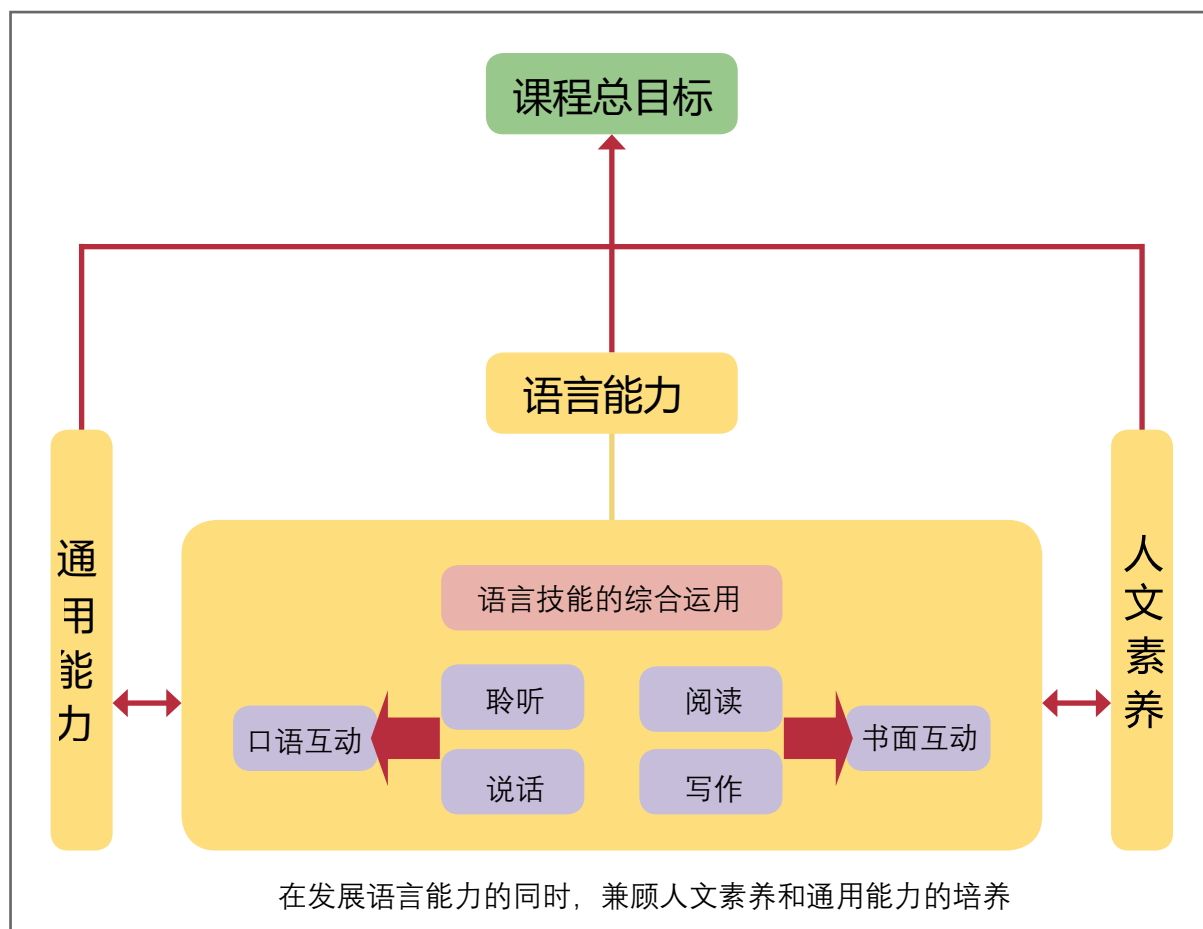 课程总目标
语言能力
通用能力
人文素养
语言技能的综合运用
聆听
阅读
口语互动
书面互动
说话
写作
在发展语言能力的同时，兼顾人文素养和通用能力的培养